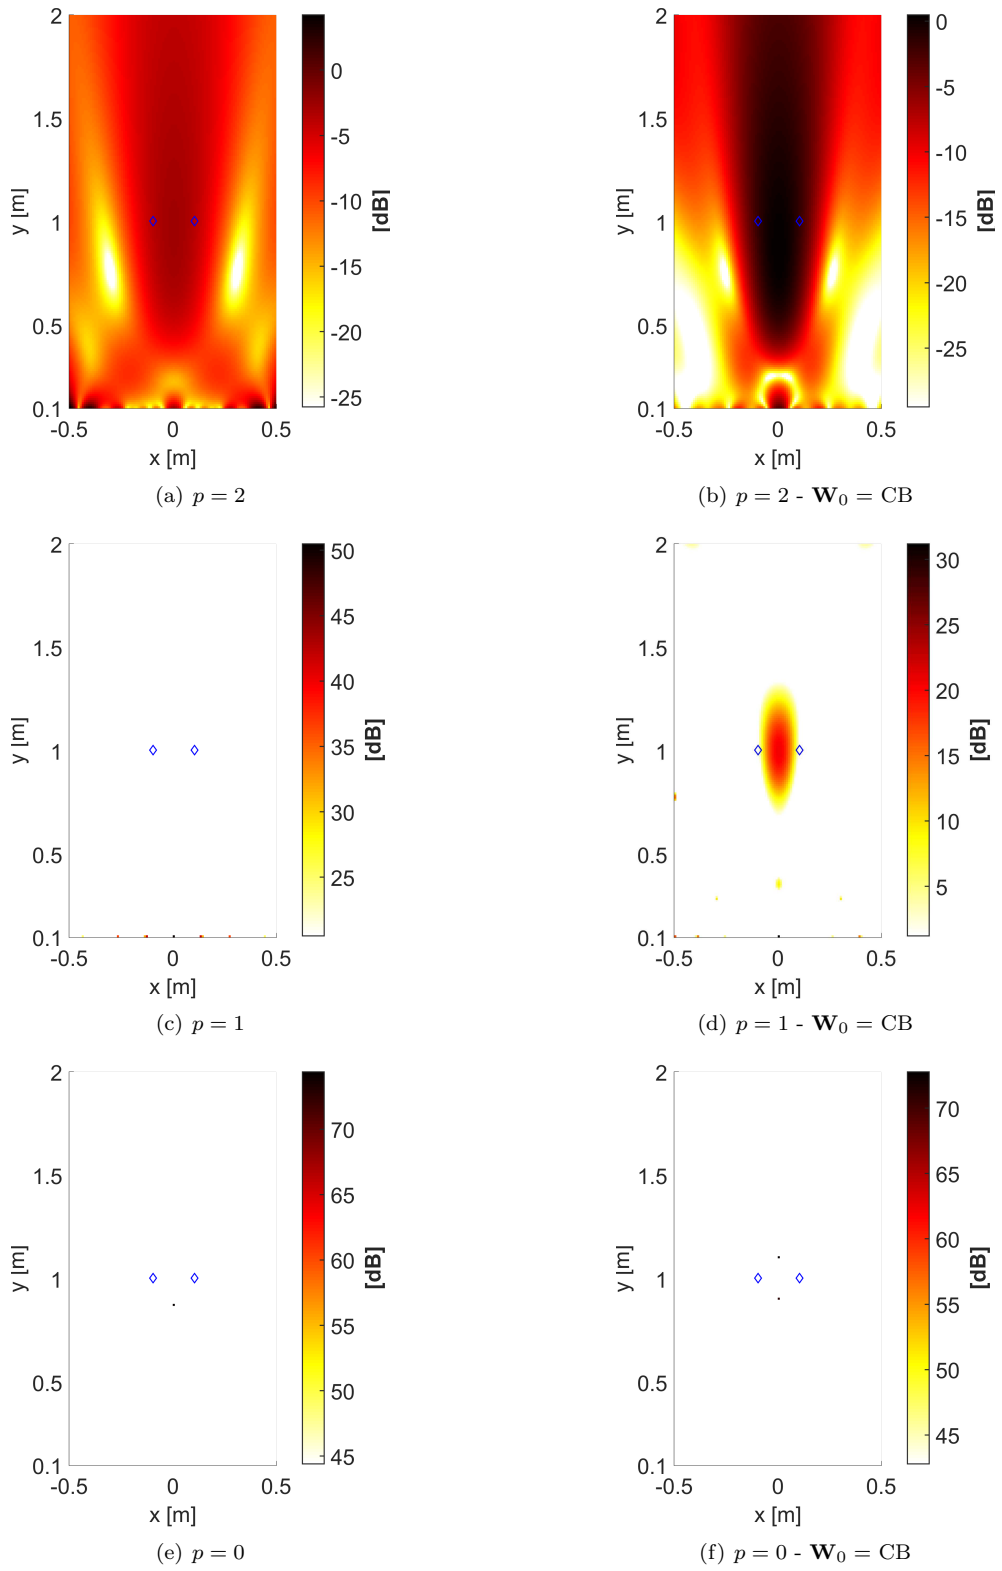 2
1.5
1
0.5
0.1
y [m]
-0.5 0 0.5
x [m]
0
-5
-10
-15
-20
-25
[dB]
(a) p = 2
2
1.5
1
0.5
0.1
y [m]
-0.5 0 0.5
x [m]
0
-5
-10
-15
-20
-25
[dB]
(b) p = 2 - W₀ = CB
2
1.5
1
0.5
0.1
y [m]
-0.5 0 0.5
x [m]
50
45
40
35
30
25
[dB]
(c) p = 1
2
1.5
1
0.5
0.1
y [m]
-0.5 0 0.5
x [m]
30
25
20
15
10
5
[dB]
(d) p = 1 - W₀ = CB
2
1.5
1
0.5
0.1
y [m]
-0.5 0 0.5
x [m]
70
65
60
55
50
45
[dB]
(e) p = 0
2
1.5
1
0.5
0.1
y [m]
-0.5 0 0.5
x [m]
70
65
60
55
50
45
[dB]
(f) p = 0 - W₀ = CB